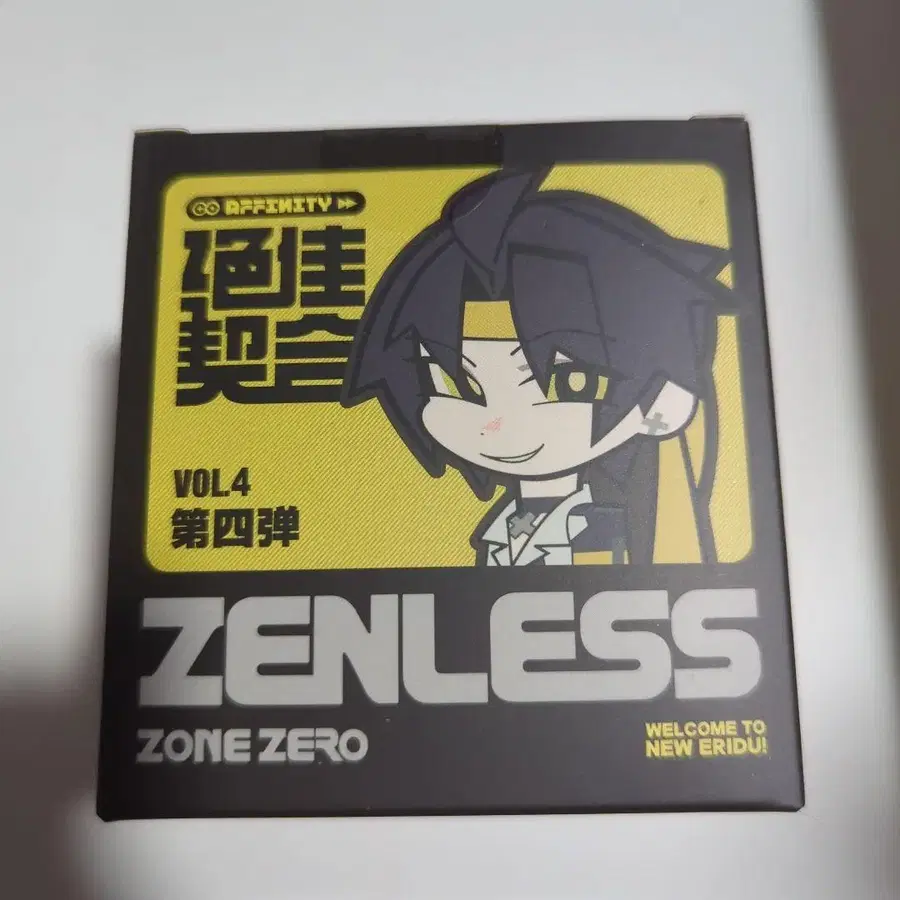 AFFINITY
绝佳
契合
VOL.4
第四弹
ZENLESS
ZONE ZERO
WELCOME TO
NEW ERIDU!